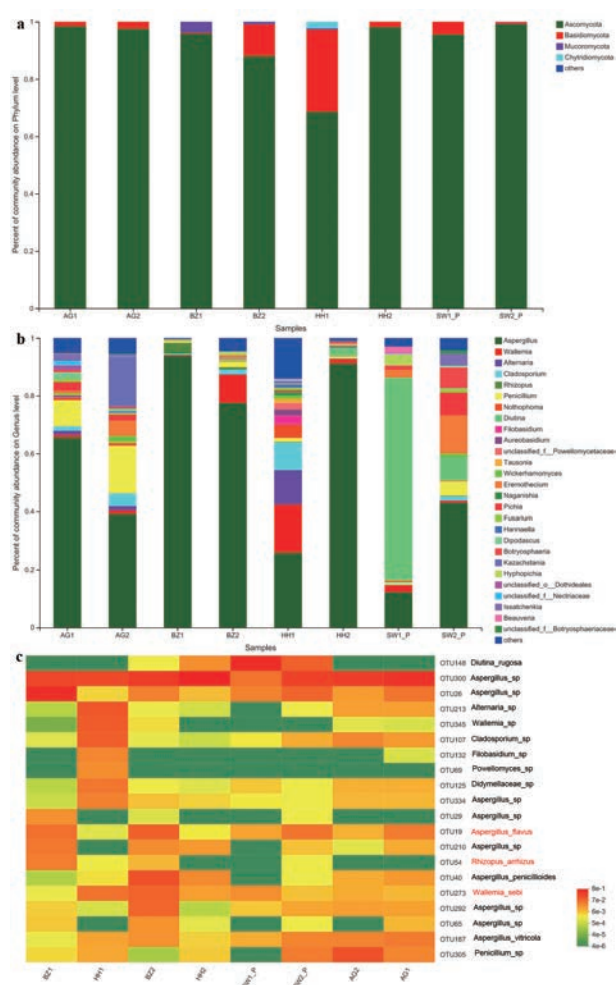 a
Percent of community abundance on Phylum level
1
0.8
0.6
0.4
0.2
0
AG1
AG2
BZ1
BZ2
HH1
HH2
SW1_P
SW2_P
Samples
Ascomycota
Basidiomycota
Mucoromycota
Chytridiomycota
others
b
Percent of community abundance on Genus level
1
0.8
0.6
0.4
0.2
0
AG1
AG2
BZ1
BZ2
HH1
HH2
SW1_P
SW2_P
Samples
Aspergillus
Wallemia
Alternaria
Cladosporium
Rhizopus
Penicillium
Nothophoma
Diutina
Filobasidium
Aureobasidium
unclassified_f__Powellomycetaceae
Tausonia
Wickerhamomyces
Eremothecium
Naganishia
Pichia
Fusarium
Hannaella
Dipodascus
Botryosphaeria
Kazachstania
Hyphopichia
unclassified_o__Dothideales
unclassified_f__Nectriaceae
Issatchenkia
Beauveria
unclassified_f__Botryosphaeriaceae
others
c
OTU148 Diutina_rugosa
OTU300 Aspergillus_sp
OTU26 Aspergillus_sp
OTU213 Alternaria_sp
OTU345 Wallemia_sp
OTU107 Cladosporium_sp
OTU132 Filobasidium_sp
OTU69 Powellomyces_sp
OTU125 Didymellaceae_sp
OTU334 Aspergillus_sp
OTU29 Aspergillus_sp
OTU19 Aspergillus_flavus
OTU210 Aspergillus_sp
OTU54 Rhizopus_arrhizus
OTU40 Aspergillus_penicillioides
OTU273 Wallemia_sebi
OTU292 Aspergillus_sp
OTU65 Aspergillus_sp
OTU187 Aspergillus_vitricola
OTU305 Penicillium_sp
BZ1
HH1
BZ2
HH2
SW1_P
SW2_P
AG2
AG1
8e-1
7e-2
6e-3
5e-4
4e-5
4e-6